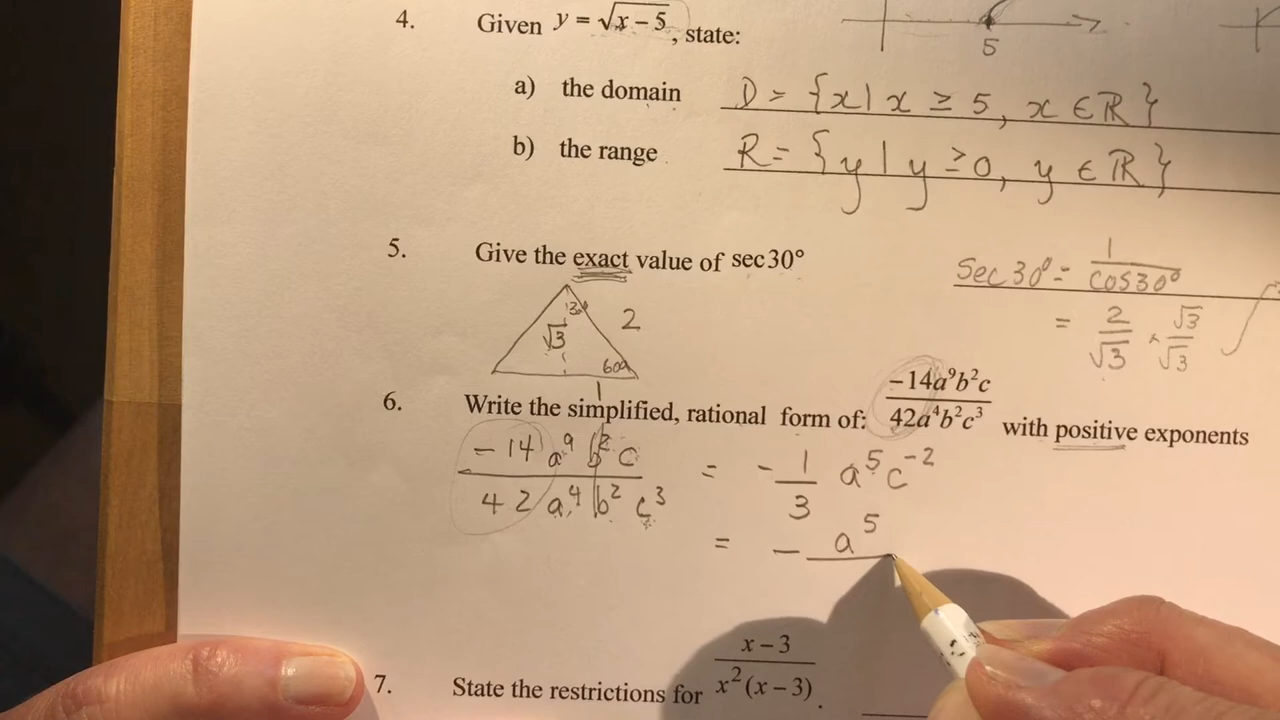 4. Given y = √x – 5, state:
5
a) the domain D = {x | x ≥ 5, x ∈ ℝ}
b) the range R = {y | y ≥ 0, y ∈ ℝ}
5. Give the exact value of sec 30°
Sec 30° = 1/cos30°
= 2/√3 × √3/√3
30° √3 2 60° 1
6. Write the simplified, rational form of: −14a⁹b²c / 42a⁴b²c³ with positive exponents
−14 a⁹ b² c / 42 a⁴ b² c³ = − 1/3 a⁵ c⁻²
= − a⁵
7. State the restrictions for x − 3 / x²(x − 3).